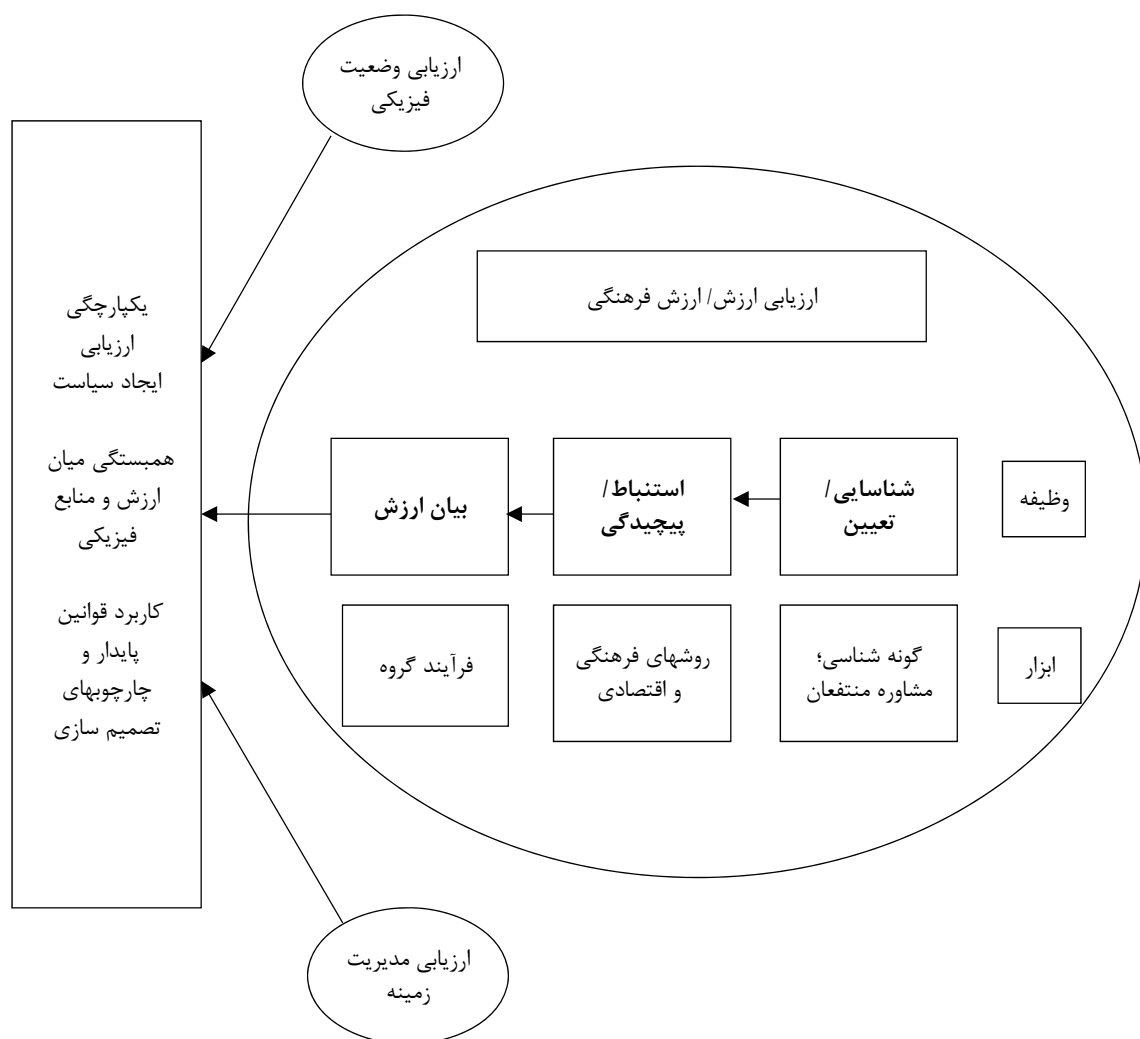 ارزیابی وضعیت
فیزیکی
ارزیابی ارزش/ ارزش فرهنگی
وظیفه
شناسایی/
تعیین
استنباط/
پیچیدگی
بیان ارزش
ابزار
گونه شناسی؛
مشاوره منتفعان
روشهای فرهنگی
و اقتصادی
فرآیند گروه
یکپارچگی
ارزیابی
ایجاد سیاست
همبستگی میان
ارزش و منابع
فیزیکی
کاربرد قوانین
پایدار و
چارچوبهای
تصمیم سازی
ارزیابی مدیریت
زمینه